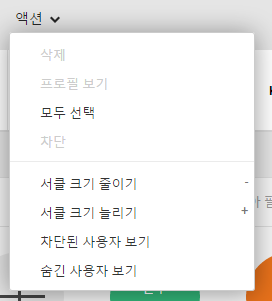 액션
삭제
프로필 보기
모두 선택
차단
서클 크기 줄이기 -
서클 크기 늘리기 +
차단된 사용자 보기
숨긴 사용자 보기